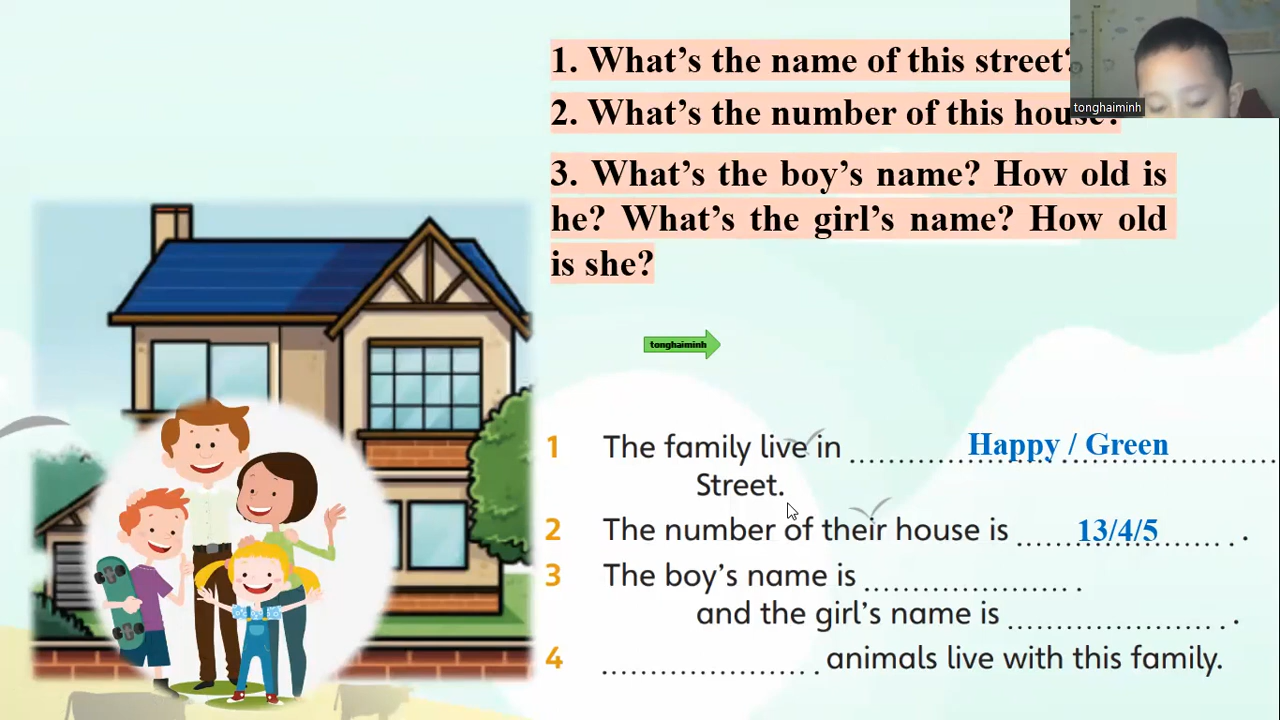 1. What's the name of this street?
2. What's the number of this house?
3. What's the boy's name? How old is
he? What's the girl's name? How old
is she?
tonghaiminh
tonghaiminh
1 The family live in ........................................ Happy / Green
Street.
2 The number of their house is ..................... 13/4/5 .
3 The boy's name is ..................... .
and the girl's name is ..................... .
4 ..................... animals live with this family.